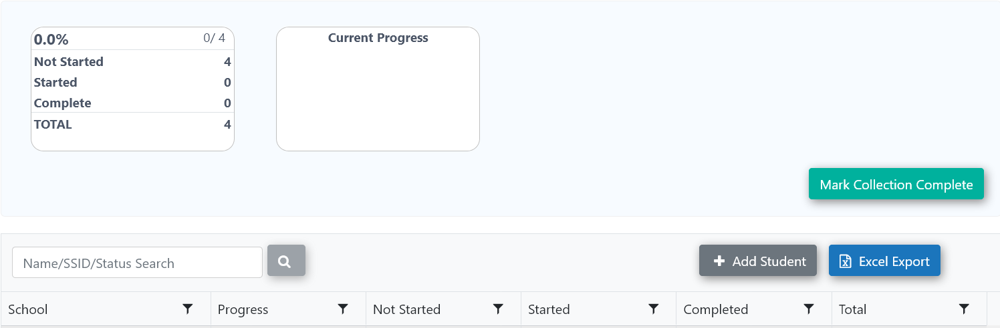 0.0% 0/ 4
Not Started 4
Started 0
Complete 0
TOTAL 4
Current Progress
Mark Collection Complete
Name/SSID/Status Search
Add Student
Excel Export
School Progress Not Started Started Completed Total